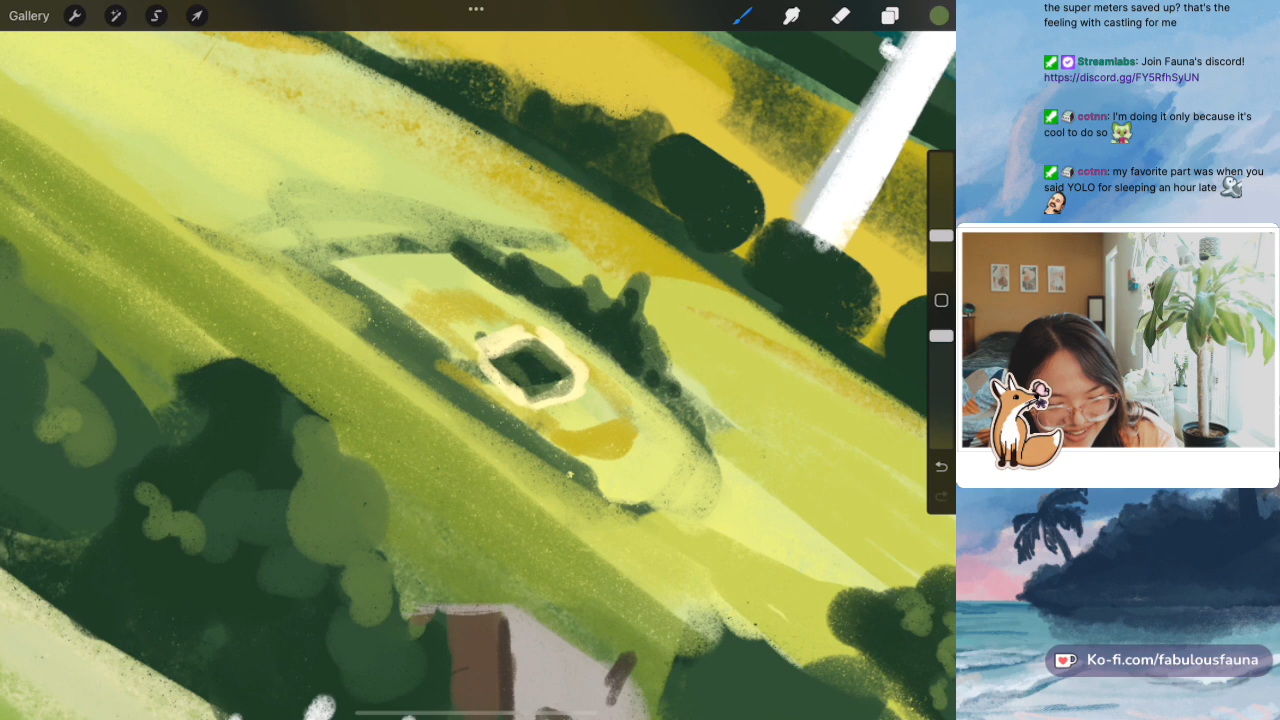 Gallery
the super meters saved up? that's the
feeling with castling for me
Streamlabs: Join Fauna's discord!
https://discord.gg/FY5RfhSyUN
cotnn: I'm doing it only because it's
cool to do so
cotnn: my favorite part was when you
said YOLO for sleeping an hour late
Ko-fi.com/fabulousfauna